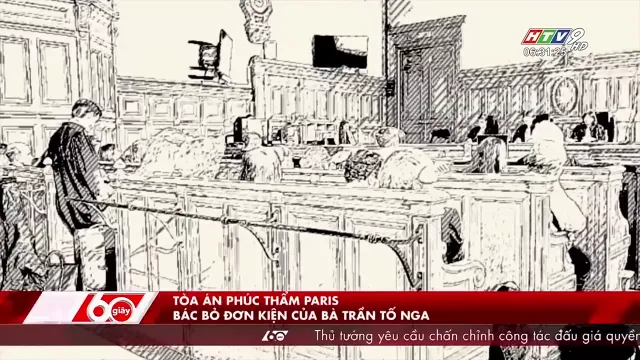 HTV9 HD
06:31:25
TÒA ÁN PHÚC THẨM PARIS
BÁC BỎ ĐƠN KIỆN CỦA BÀ TRẦN TỐ NGA
60 giây
60 Thủ tướng yêu cầu chấn chỉnh công tác đấu giá quyền